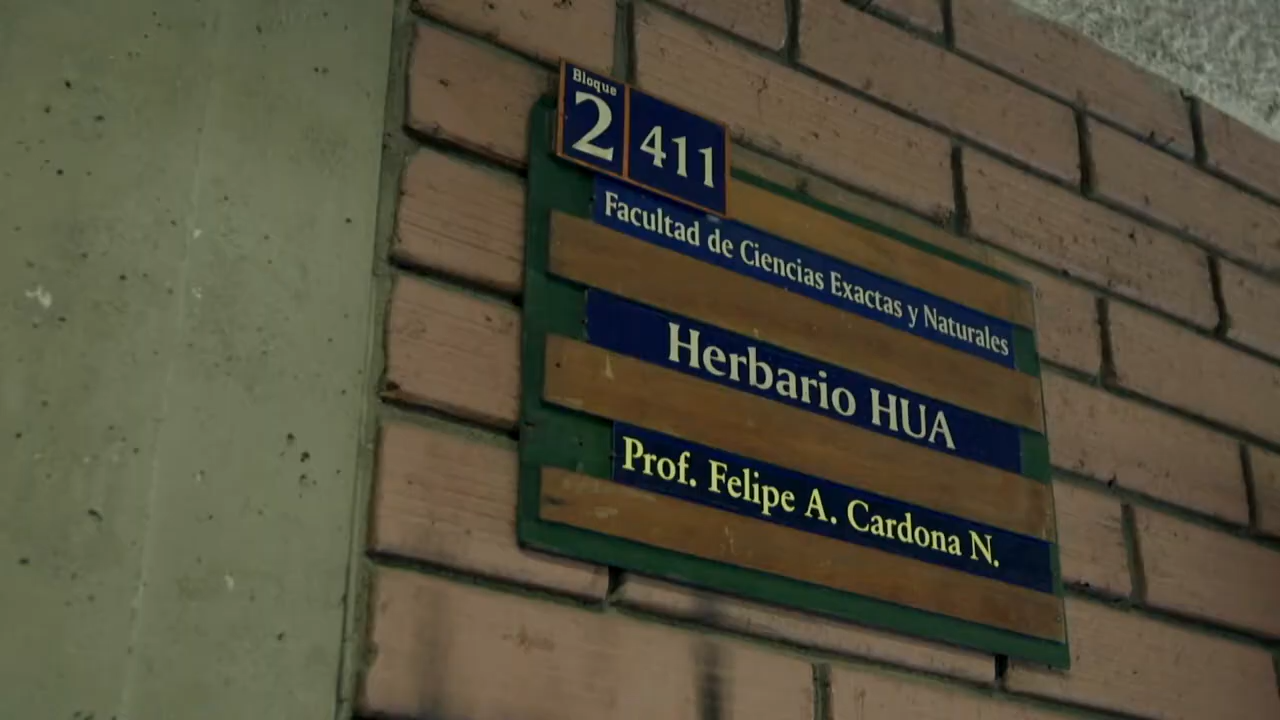 Bloque
2 411
Facultad de Ciencias Exactas y Naturales
Herbario HUA
Prof. Felipe A. Cardona N.